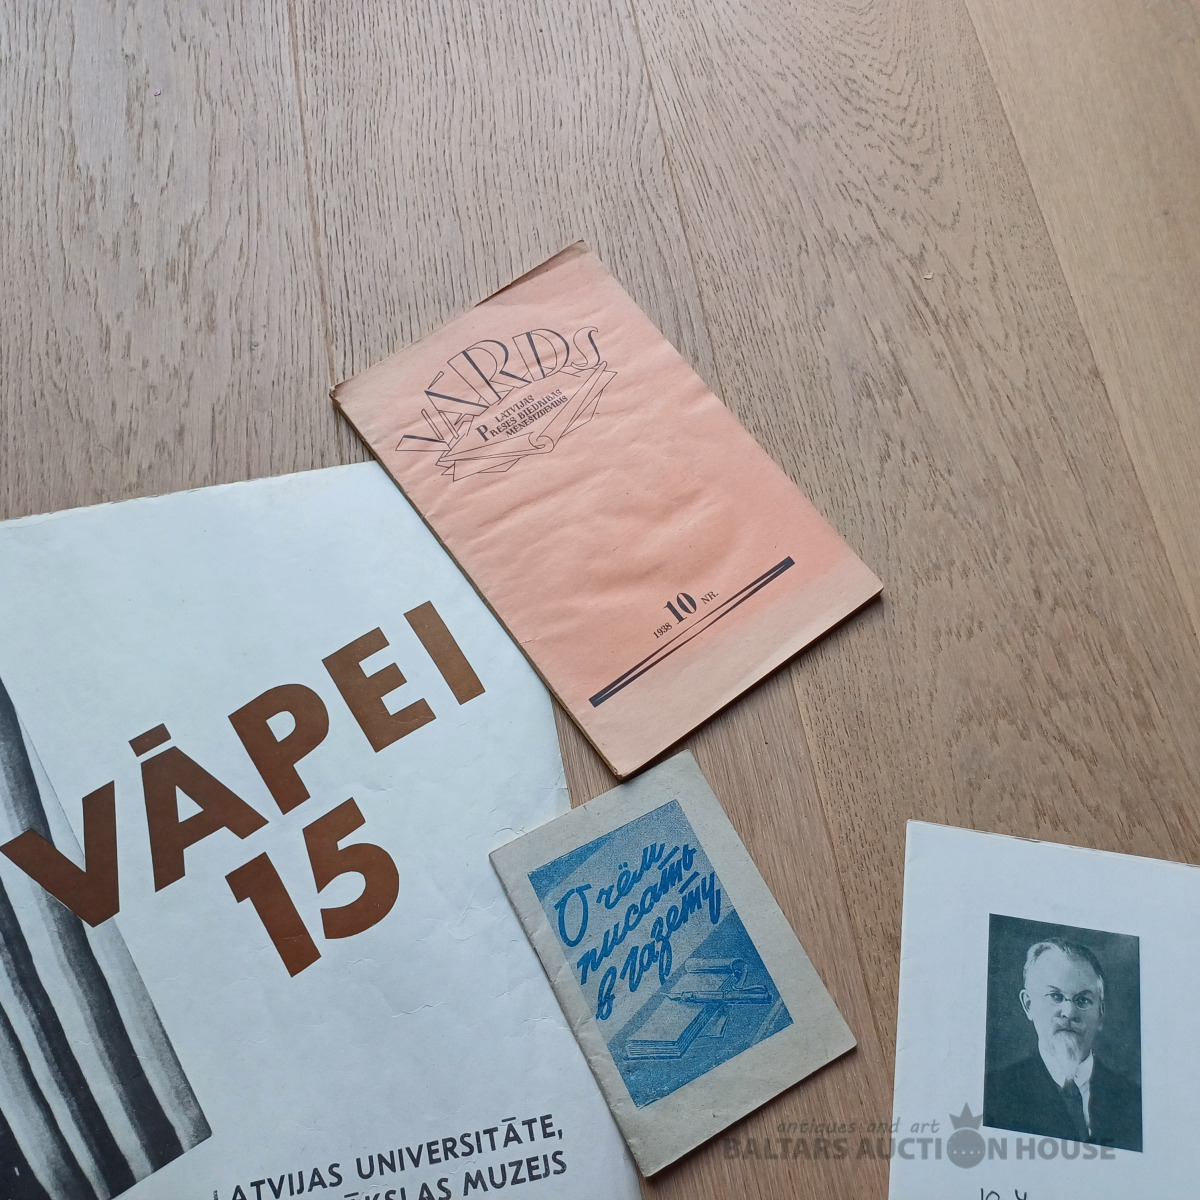 VĀRDS
LATVIJAS
PRESES BIEDRĪBAS
MĒNEŠIZDEVUMS
1938 10 NR.
VĀPEI
15
LATVIJAS UNIVERSITĀTE,
MUZEJS
О чём
писать
в газету
antiques and art
BALTARS AUCTION HOUSE